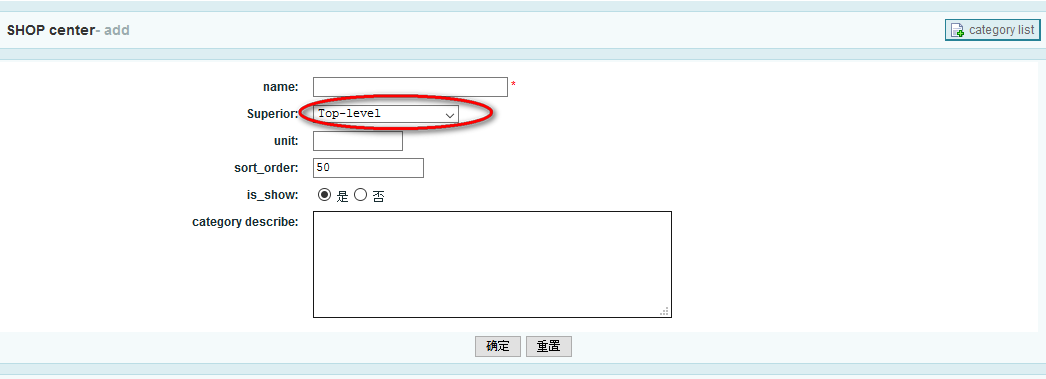 SHOP center- add
category list
name: *
Superior: Top-level
unit:
sort_order: 50
is_show: 是 否
category describe:
确定 重置